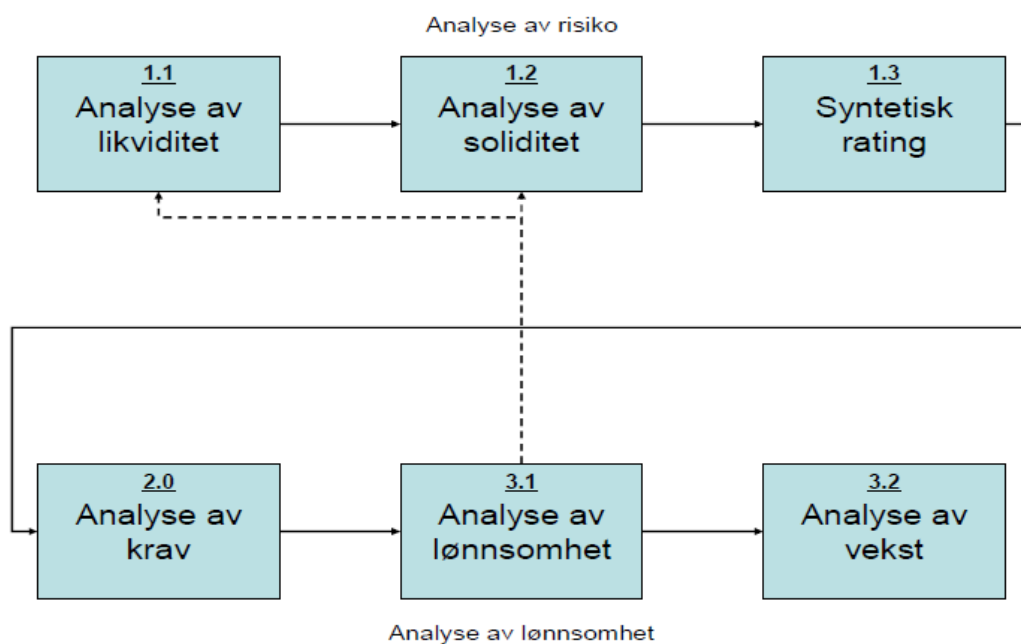 Analyse av risiko
1.1
Analyse av
likviditet
1.2
Analyse av
soliditet
1.3
Syntetisk
rating
2.0
Analyse av
krav
3.1
Analyse av
lønnsomhet
3.2
Analyse av
vekst
Analyse av lønnsomhet